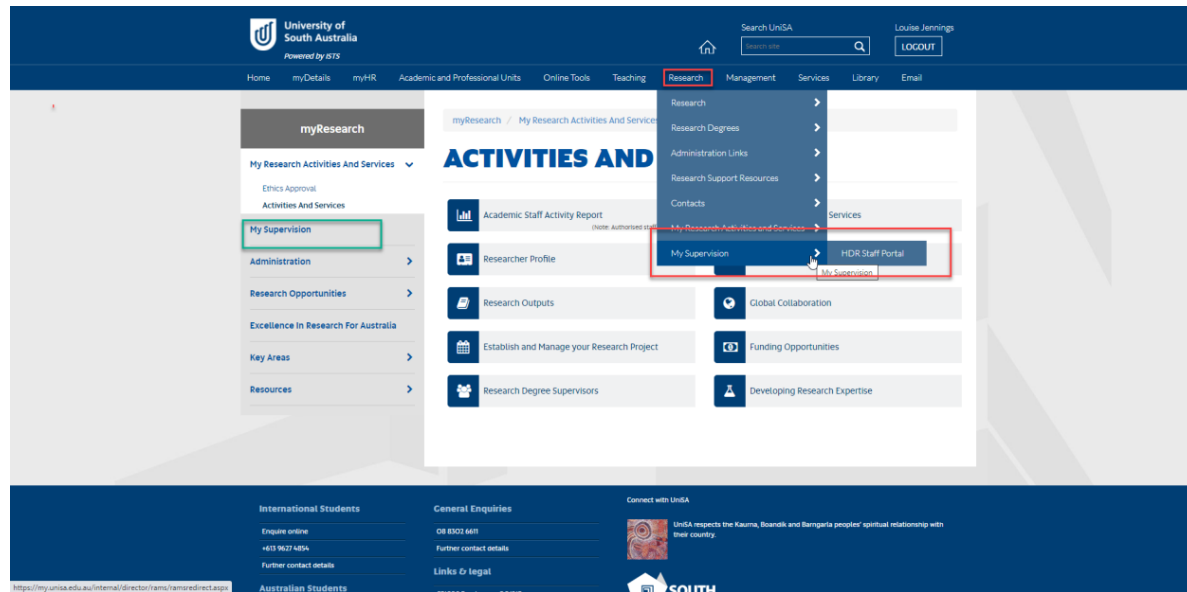 University of
South Australia
Powered by ISTS
Search UniSA
Search site
Louise Jennings
LOGOUT
Home myDetails myHR Academic and Professional Units Online Tools Teaching Research Management Services Library Email
myResearch
My Research Activities And Services
Ethics Approval
Activities And Services
My Supervision
Administration
Research Opportunities
Excellence In Research For Australia
Key Areas
Resources
myResearch / My Research Activities And Services
ACTIVITIES AND
Research
Research Degrees
Administration Links
Research Support Resources
Contacts
My Research Activities and Services
My Supervision
HDR Staff Portal
My Supervision
Academic Staff Activity Report
(Note: Authorised staff
Services
Researcher Profile
Research Outputs
Global Collaboration
Establish and Manage your Research Project
Funding Opportunities
Research Degree Supervisors
Developing Research Expertise
International Students
Enquire online
+613 9627 4854
Further contact details
Australian Students
General Enquiries
08 8302 6611
Further contact details
Links & legal
Connect with UniSA
UniSA respects the Kaurna, Boandik and Barngarla peoples' spiritual relationship with
their country.
SOUTH
https://my.unisa.edu.au/internal/director/rams/ramsredirect.aspx